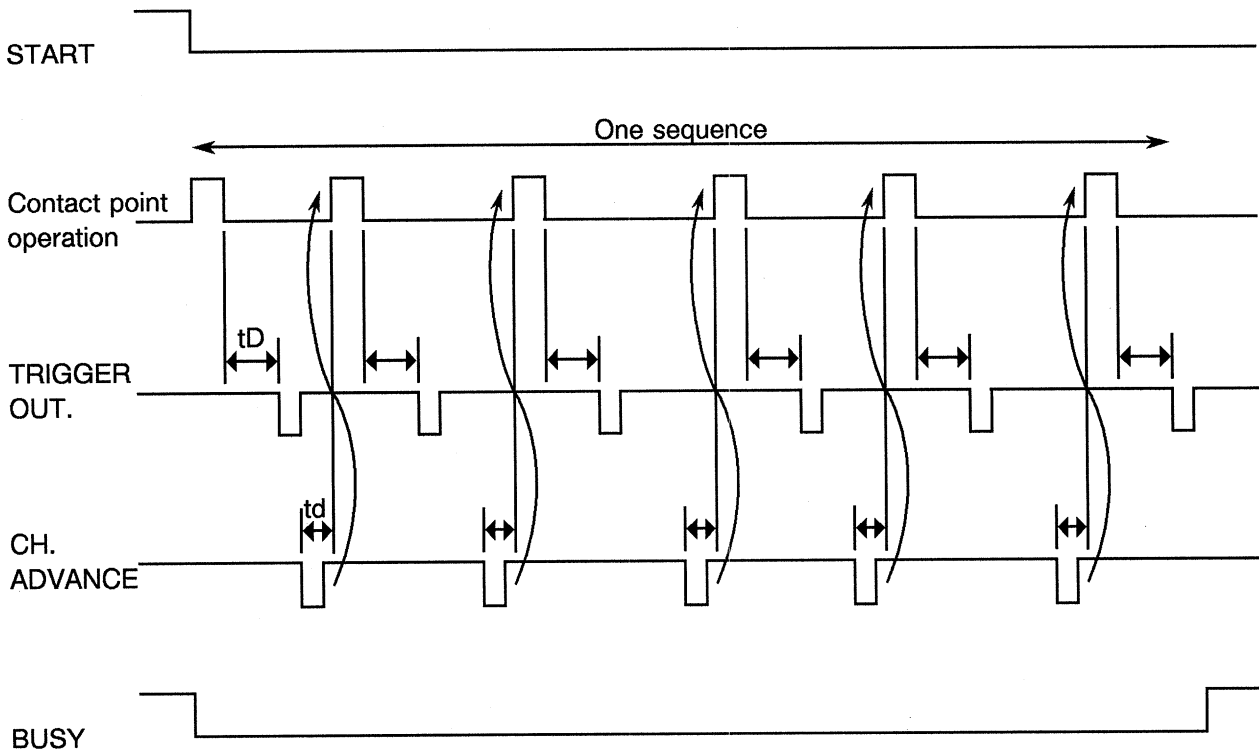 START
One sequence
Contact point
operation
tD
TRIGGER
OUT.
td
CH.
ADVANCE
BUSY